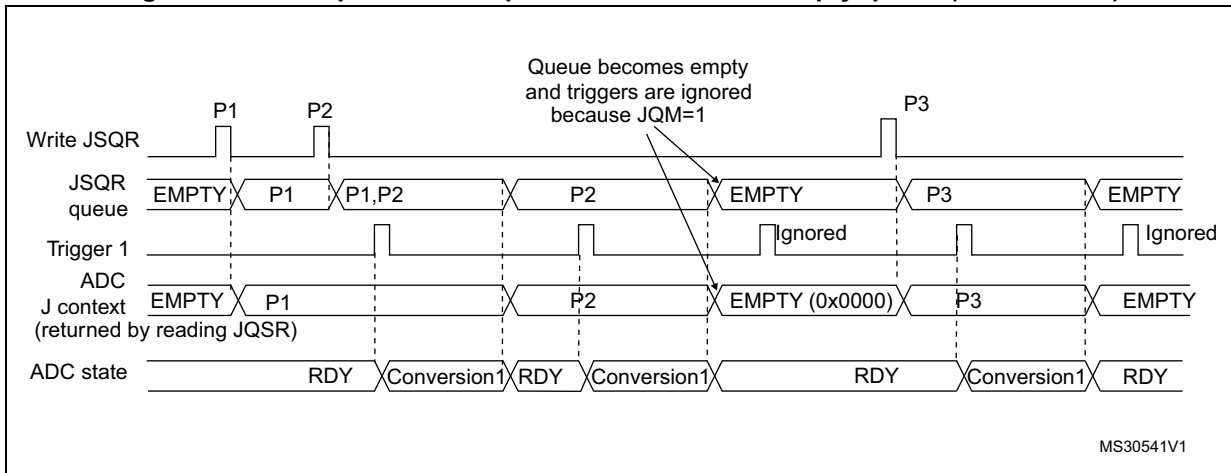 Queue becomes empty
and triggers are ignored
because JQM=1
P1 P2 P3
Write JSQR
JSQR
queue
EMPTY P1 P1,P2 P2 EMPTY P3 EMPTY
Trigger 1 Ignored Ignored
ADC
J context
(returned by reading JQSR)
EMPTY P1 P2 EMPTY (0x0000) P3 EMPTY
ADC state RDY Conversion1 RDY Conversion1 RDY Conversion1 RDY
MS30541V1